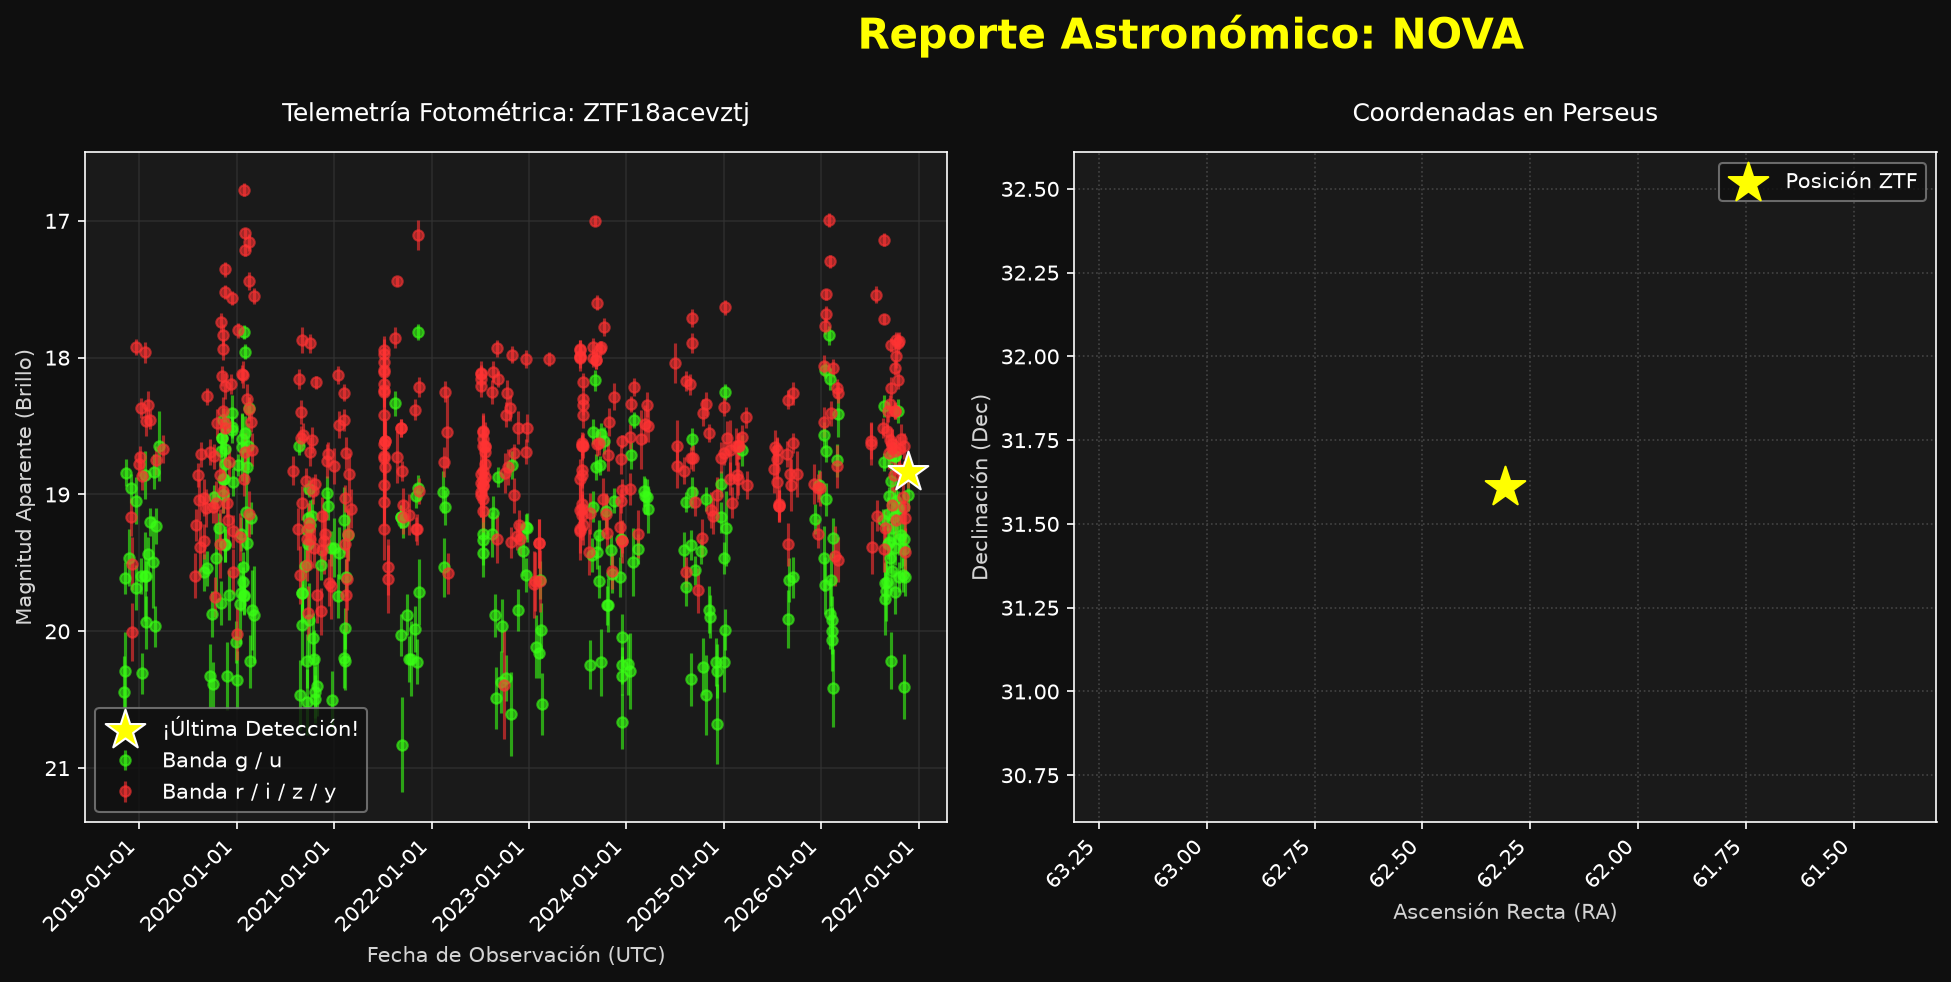 Reporte Astronómico: NOVA
Telemetría Fotométrica: ZTF18acevztj
Magnitud Aparente (Brillo)
17
18
19
20
21
¡Última Detección!
Banda g / u
Banda r / i / z / y
2019-01-01
2020-01-01
2021-01-01
2022-01-01
2023-01-01
2024-01-01
2025-01-01
2026-01-01
2027-01-01
Fecha de Observación (UTC)
Coordenadas en Perseus
Declinación (Dec)
32.50
32.25
32.00
31.75
31.50
31.25
31.00
30.75
Posición ZTF
63.25
63.00
62.75
62.50
62.25
62.00
61.75
61.50
Ascensión Recta (RA)